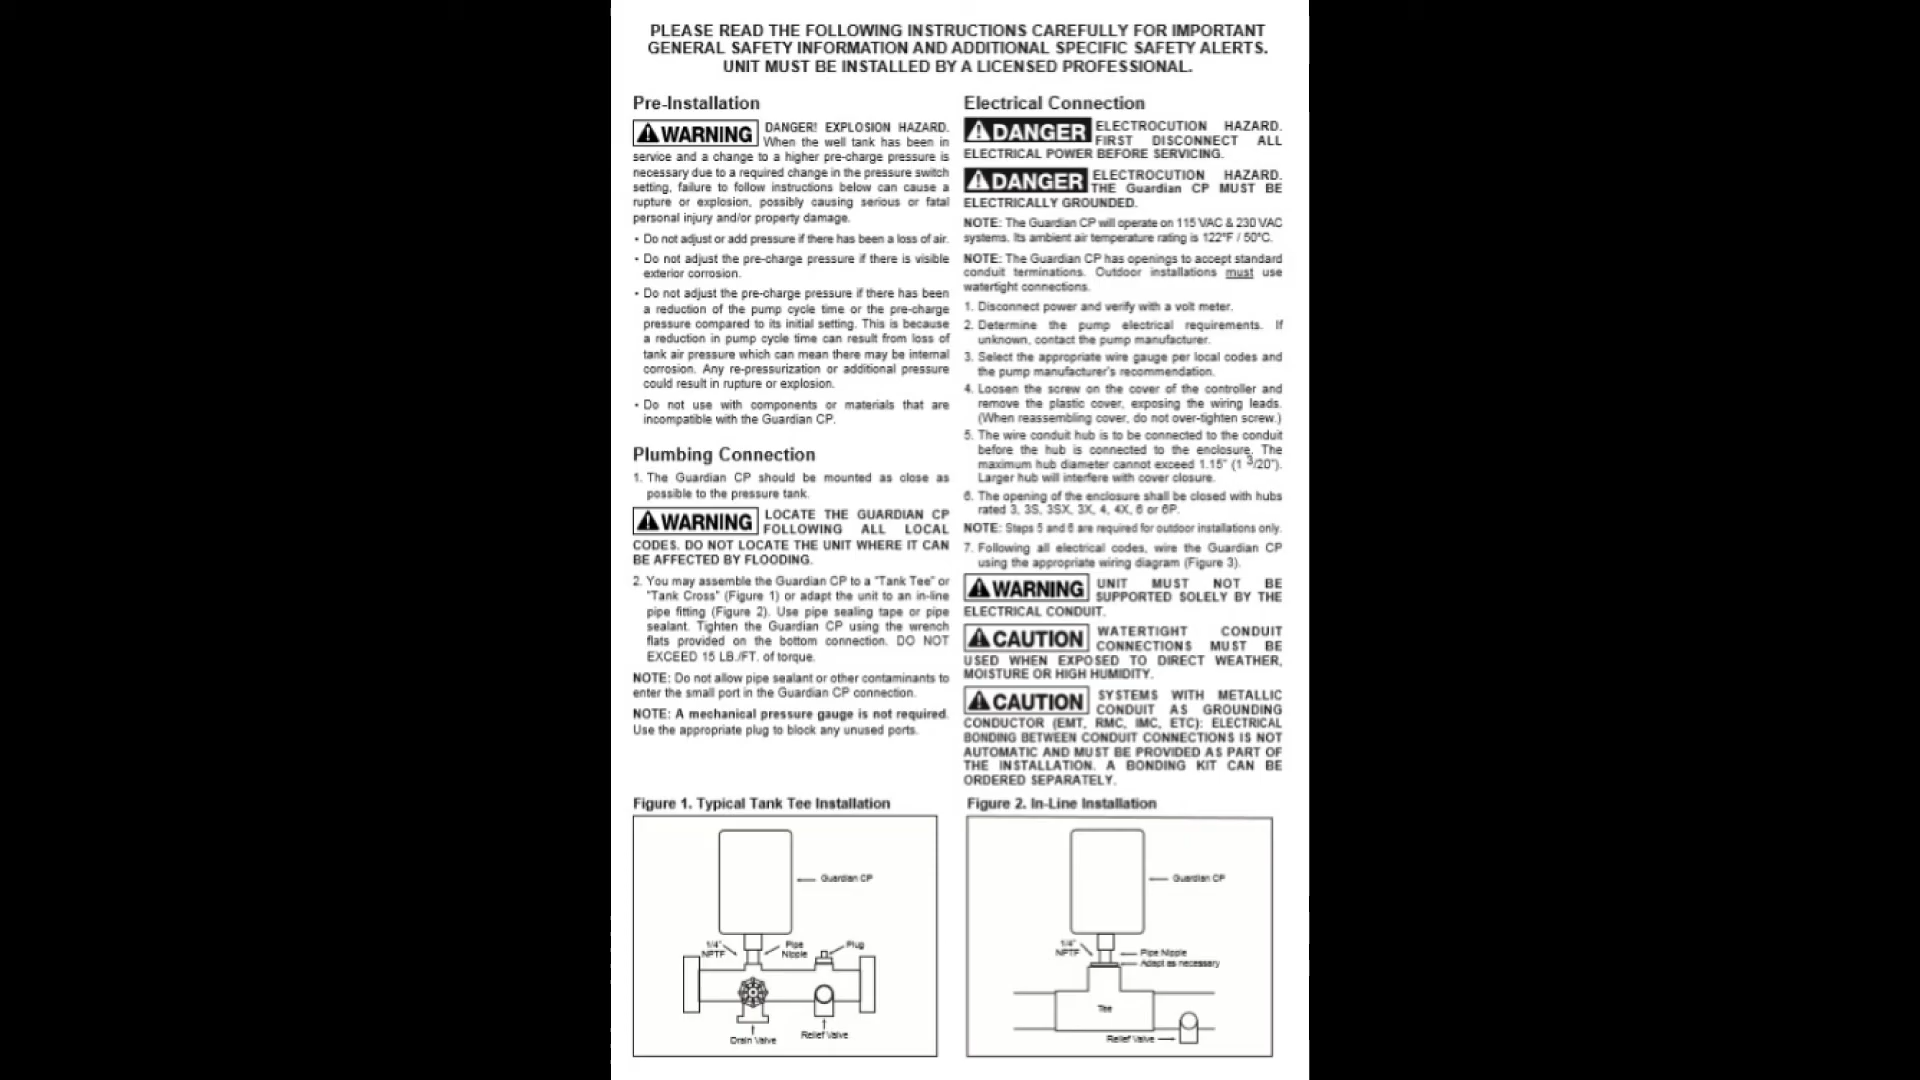 PLEASE READ THE FOLLOWING INSTRUCTIONS CAREFULLY FOR IMPORTANT
GENERAL SAFETY INFORMATION AND ADDITIONAL SPECIFIC SAFETY ALERTS.
UNIT MUST BE INSTALLED BY A LICENSED PROFESSIONAL.
Pre-Installation
WARNING DANGER! EXPLOSION HAZARD.
When the well tank has been in
service and a change to a higher pre-charge pressure is
necessary due to a required change in the pressure switch
setting, failure to follow instructions below can cause a
rupture or explosion, possibly causing serious or fatal
personal injury and/or property damage.
• Do not adjust or add pressure if there has been a loss of air.
• Do not adjust the pre-charge pressure if there is visible
exterior corrosion.
• Do not adjust the pre-charge pressure if there has been
a reduction of the pump cycle time or the pre-charge
pressure compared to its initial setting. This is because
a reduction in pump cycle time can result from loss of
tank air pressure which can mean there may be internal
corrosion. Any re-pressurization or additional pressure
could result in rupture or explosion.
• Do not use with components or materials that are
incompatible with the Guardian CP.
Plumbing Connection
1. The Guardian CP should be mounted as close as
possible to the pressure tank.
WARNING LOCATE THE GUARDIAN CP
FOLLOWING ALL LOCAL
CODES. DO NOT LOCATE THE UNIT WHERE IT CAN
BE AFFECTED BY FLOODING.
2. You may assemble the Guardian CP to a "Tank Tee" or
"Tank Cross" (Figure 1) or adapt the unit to an in-line
pipe fitting (Figure 2). Use pipe sealing tape or pipe
sealant. Tighten the Guardian CP using the wrench
flats provided on the bottom connection. DO NOT
EXCEED 15 LB./FT. of torque.
NOTE: Do not allow pipe sealant or other contaminants to
enter the small port in the Guardian CP connection.
NOTE: A mechanical pressure gauge is not required.
Use the appropriate plug to block any unused ports.
Electrical Connection
DANGER ELECTROCUTION HAZARD.
FIRST DISCONNECT ALL
ELECTRICAL POWER BEFORE SERVICING.
DANGER ELECTROCUTION HAZARD.
THE Guardian CP MUST BE
ELECTRICALLY GROUNDED.
NOTE: The Guardian CP will operate on 115 VAC & 230 VAC
systems. Its ambient air temperature rating is 122°F / 50°C.
NOTE: The Guardian CP has openings to accept standard
conduit terminations. Outdoor installations must use
watertight connections.
1. Disconnect power and verify with a volt meter.
2. Determine the pump electrical requirements. If
unknown, contact the pump manufacturer.
3. Select the appropriate wire gauge per local codes and
the pump manufacturer's recommendation.
4. Loosen the screw on the cover of the controller and
remove the plastic cover, exposing the wiring leads.
(When reassembling cover, do not over-tighten screw.)
5. The wire conduit hub is to be connected to the conduit
before the hub is connected to the enclosure. The
maximum hub diameter cannot exceed 1.15" (1 3/20").
Larger hub will interfere with cover closure.
6. The opening of the enclosure shall be closed with hubs
rated 3, 3S, 3SX, 3X, 4, 4X, 6 or 6P.
NOTE: Steps 5 and 6 are required for outdoor installations only.
7. Following all electrical codes, wire the Guardian CP
using the appropriate wiring diagram (Figure 3).
WARNING UNIT MUST NOT BE
SUPPORTED SOLELY BY THE
ELECTRICAL CONDUIT.
CAUTION WATERTIGHT CONDUIT
CONNECTIONS MUST BE
USED WHEN EXPOSED TO DIRECT WEATHER,
MOISTURE OR HIGH HUMIDITY.
CAUTION SYSTEMS WITH METALLIC
CONDUIT AS GROUNDING
CONDUCTOR (EMT, RMC, IMC, ETC): ELECTRICAL
BONDING BETWEEN CONDUIT CONNECTIONS IS NOT
AUTOMATIC AND MUST BE PROVIDED AS PART OF
THE INSTALLATION. A BONDING KIT CAN BE
ORDERED SEPARATELY.
Figure 1. Typical Tank Tee Installation
Guardian CP
1/4"
NPTF
Pipe
Nipple
Plug
Drain Valve
Relief Valve
Figure 2. In-Line Installation
Guardian CP
1/4"
NPTF
Pipe Nipple
Adapt as necessary
Tee
Relief Valve